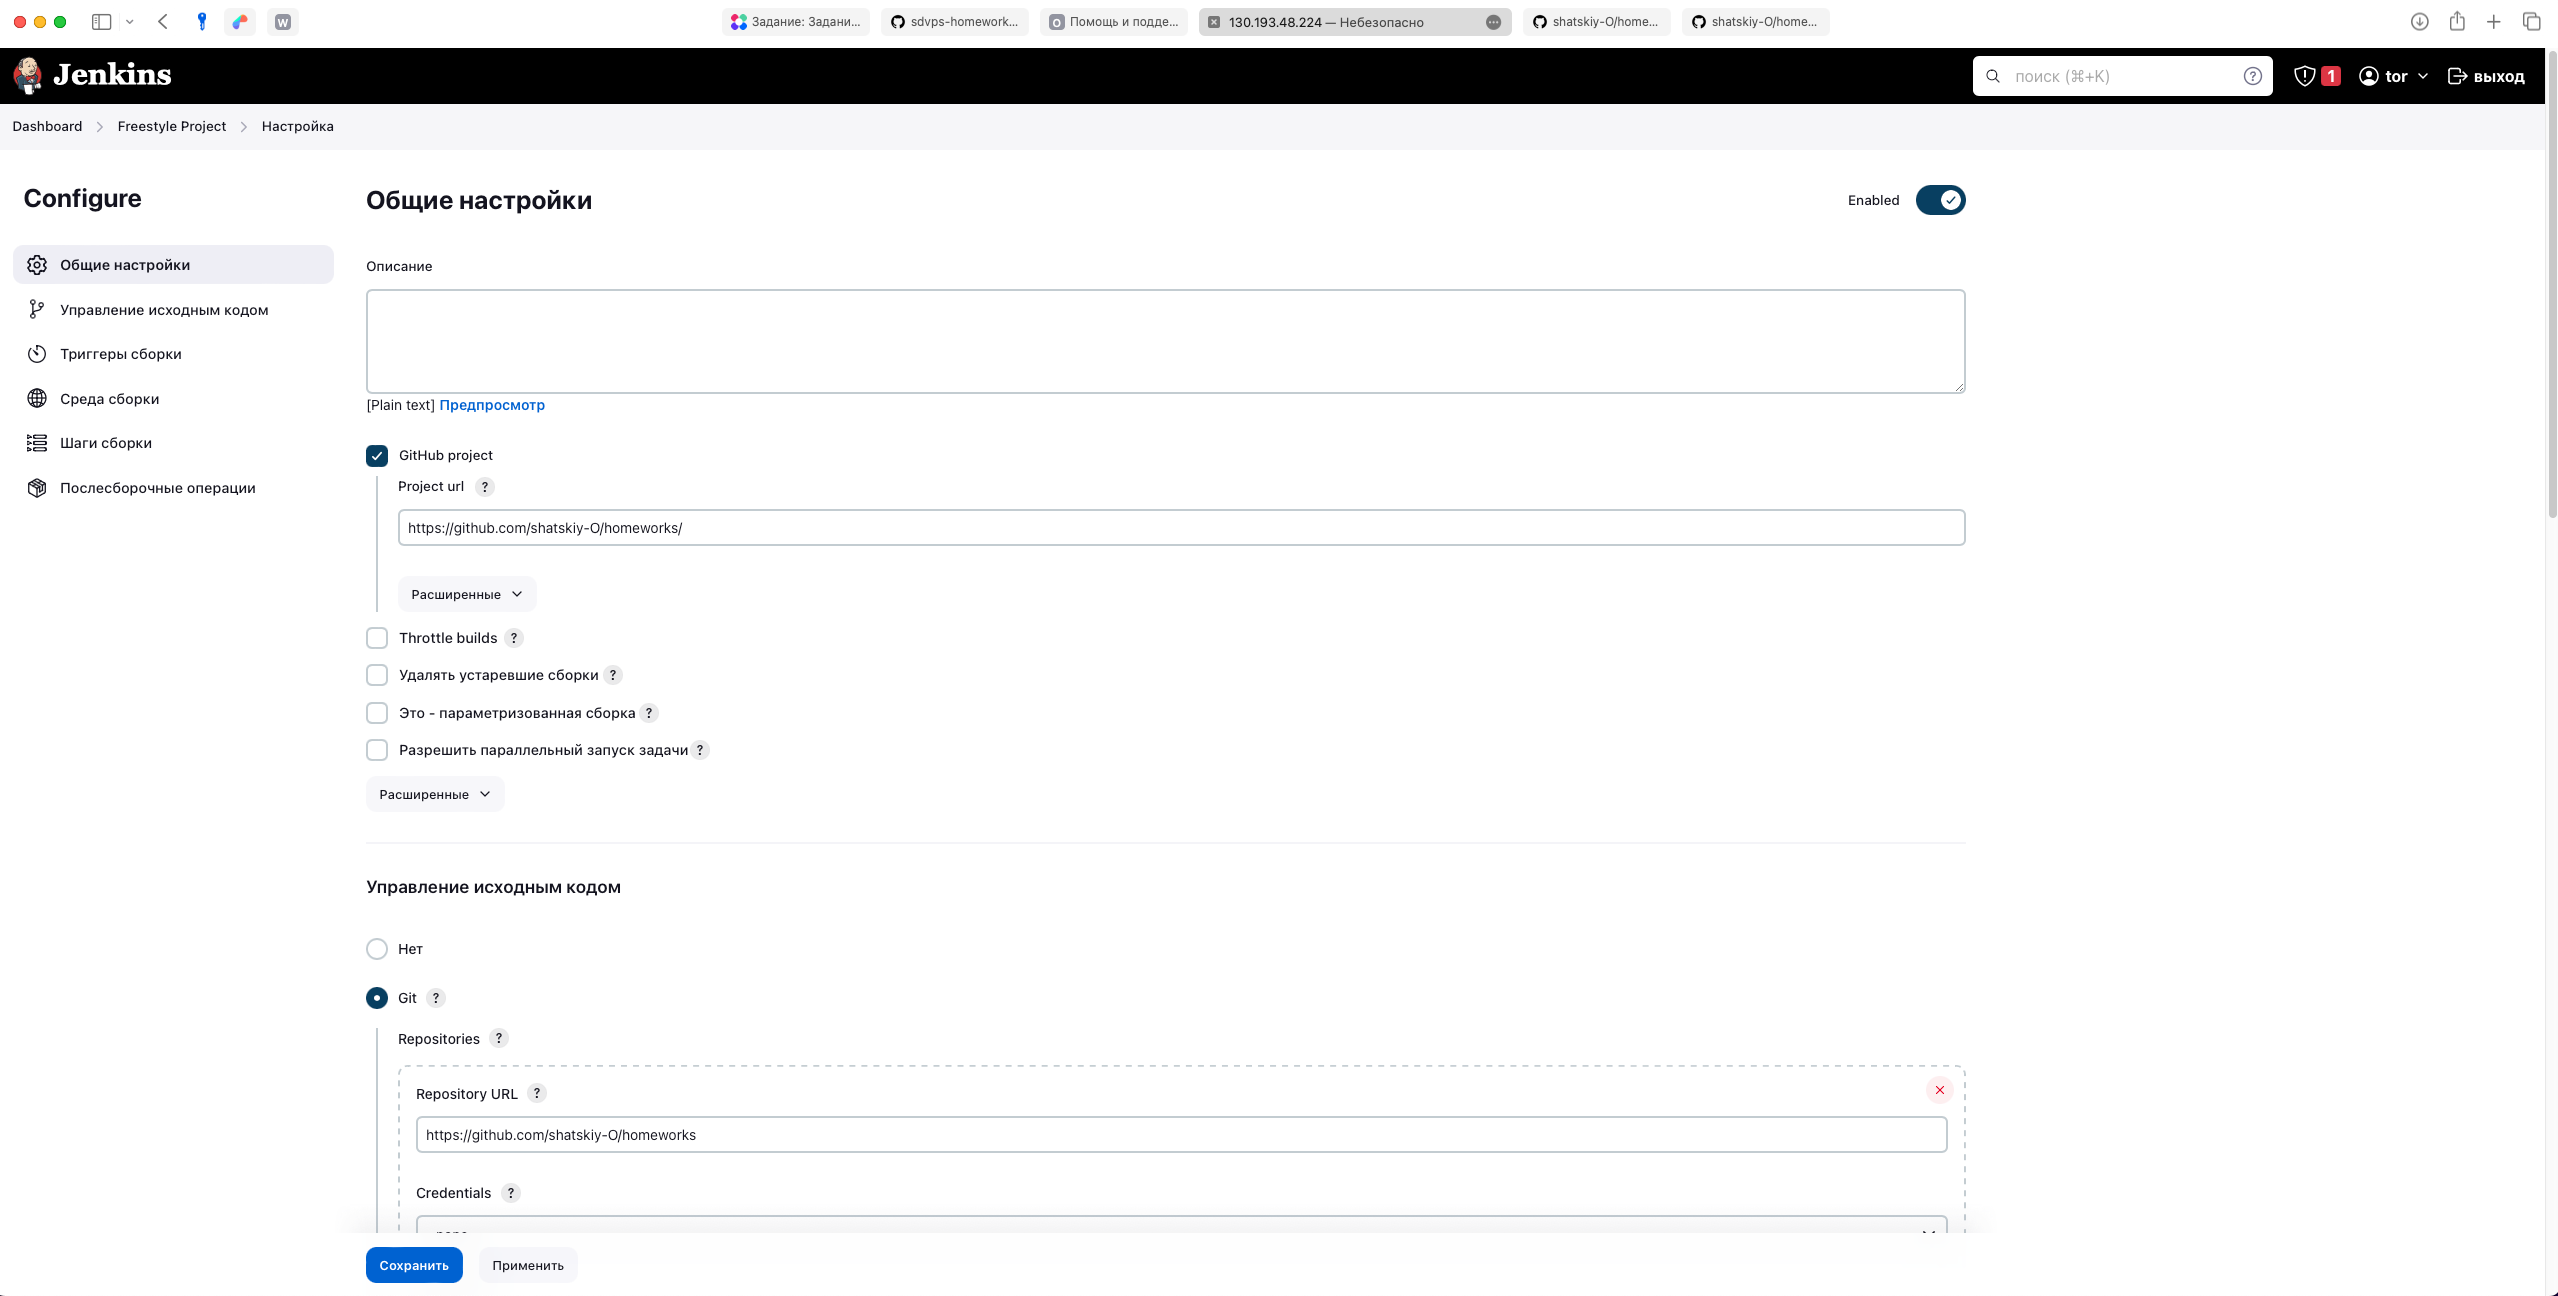 W
Задание: Задани...
sdvps-homework...
Помощь и подде...
130.193.48.224 — Небезопасно
shatskiy-O/home...
shatskiy-O/home...
Jenkins
поиск (⌘+K)
?
1
tor
выход
Dashboard
Freestyle Project
Настройка
Configure
Общие настройки
Управление исходным кодом
Триггеры сборки
Среда сборки
Шаги сборки
Послесборочные операции
Общие настройки
Enabled
Описание
[Plain text] Предпросмотр
GitHub project
Project url ?
https://github.com/shatskiy-O/homeworks/
Расширенные
Throttle builds ?
Удалять устаревшие сборки ?
Это - параметризованная сборка ?
Разрешить параллельный запуск задачи ?
Расширенные
Управление исходным кодом
Нет
Git ?
Repositories ?
Repository URL ?
https://github.com/shatskiy-O/homeworks
Credentials ?
Сохранить
Применить